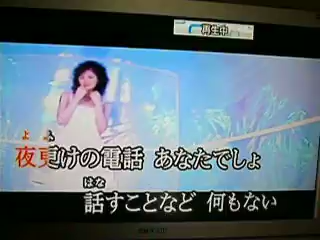 再生中
よ ふ
夜更けの電話 あなたでしょ
はな
話すことなど 何もない